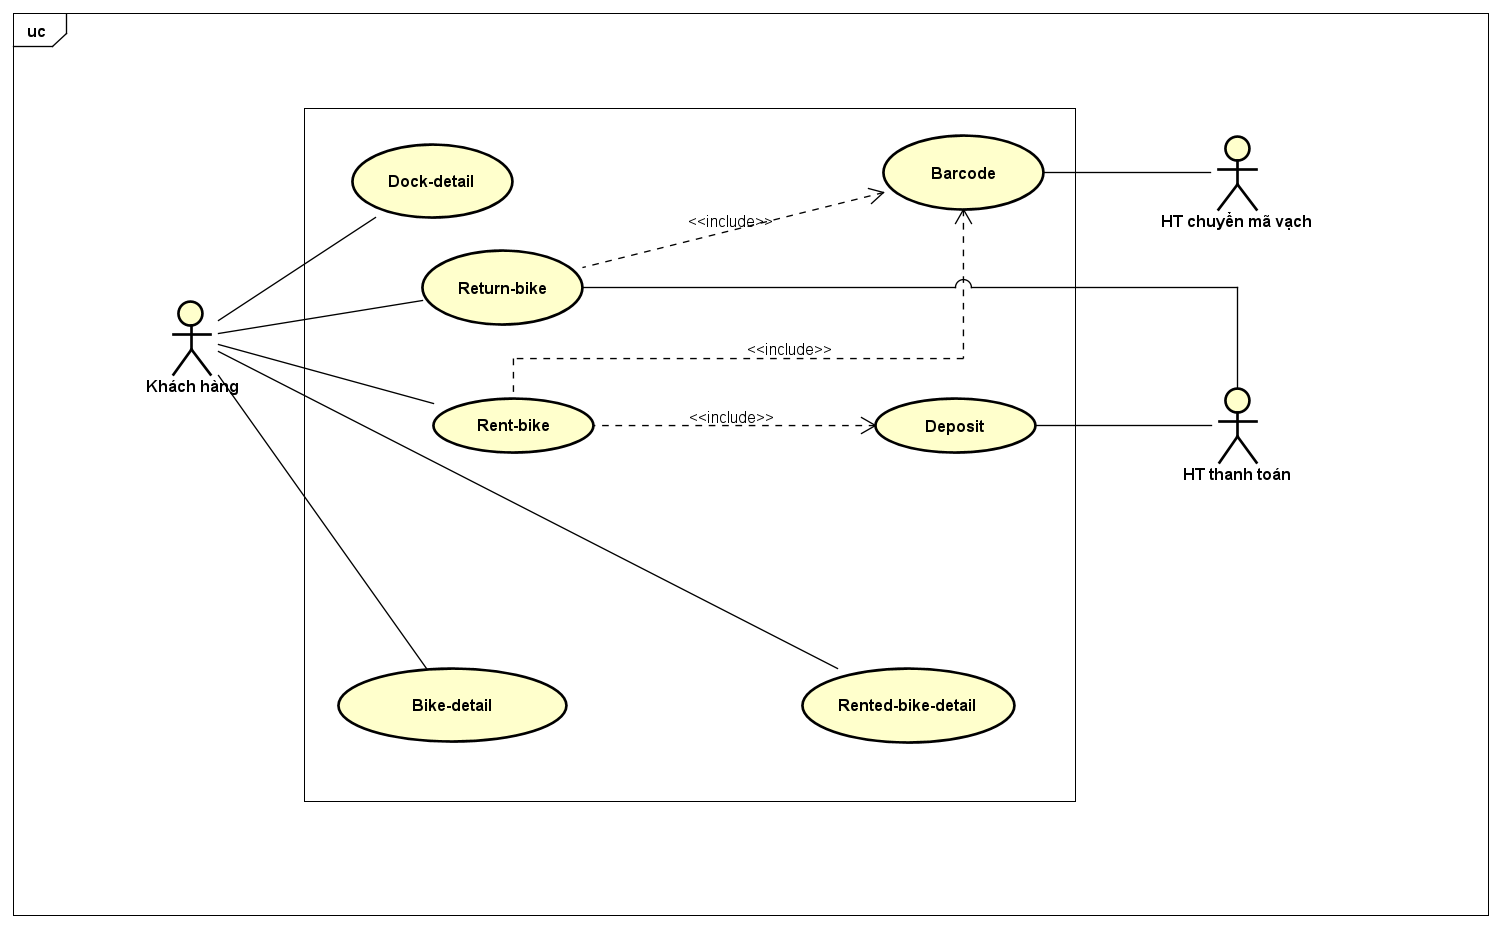 uc
Dock-detail
Barcode
HT chuyển mã vạch
<<include>>
Return-bike
Khách hàng
<<include>>
Rent-bike
<<include>>
Deposit
HT thanh toán
Bike-detail
Rented-bike-detail